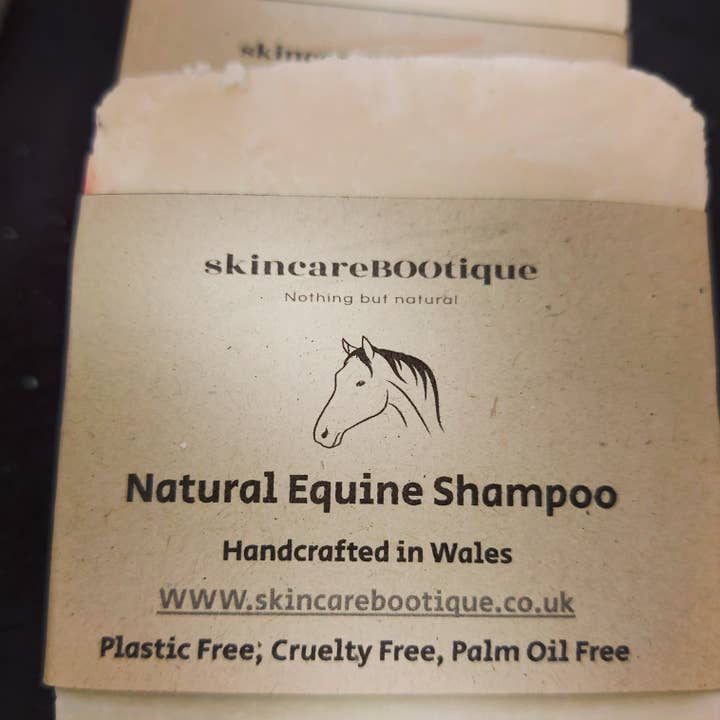 skincareBOOtique
Nothing but natural
Natural Equine Shampoo
Handcrafted in Wales
WWW.skincarebootique.co.uk
Plastic Free, Cruelty Free, Palm Oil Free